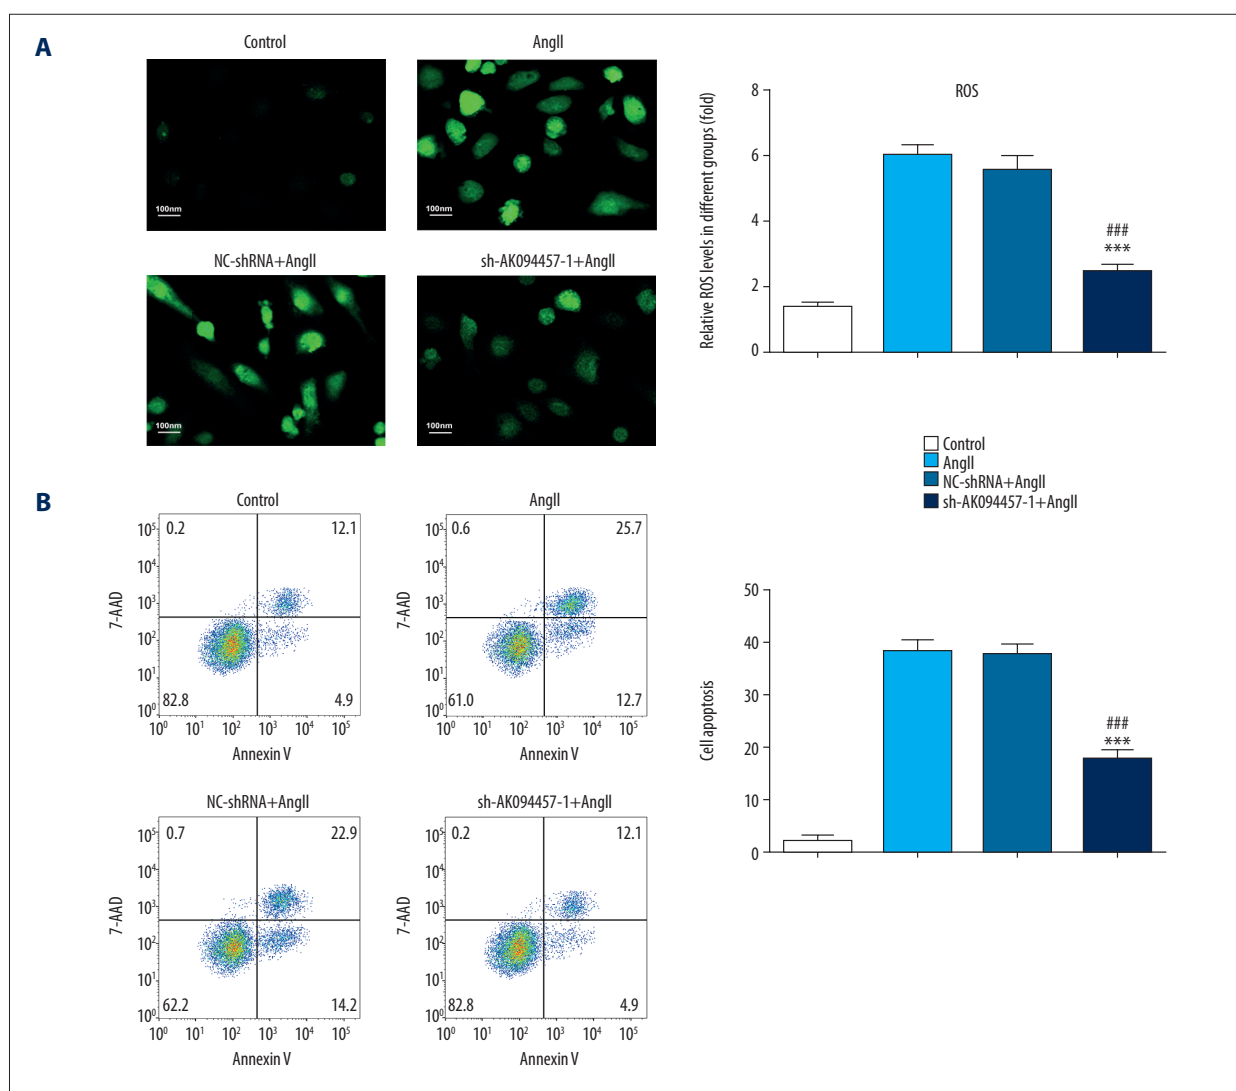 A
Control
AngII
100nm
100nm
NC-shRNA+AngII
sh-AK094457-1+AngII
100nm
100nm
ROS
Relative ROS levels in different groups (fold)
8
6
4
2
0
###
***
Control
AngII
NC-shRNA+AngII
sh-AK094457-1+AngII
B
Control
0.2
12.1
82.8
4.9
7-AAD
10⁵
10⁴
10³
10²
10¹
10⁰
10⁰ 10¹ 10² 10³ 10⁴ 10⁵
Annexin V
AngII
0.6
25.7
61.0
12.7
7-AAD
10⁵
10⁴
10³
10²
10¹
10⁰
10⁰ 10¹ 10² 10³ 10⁴ 10⁵
Annexin V
NC-shRNA+AngII
0.7
22.9
62.2
14.2
7-AAD
10⁵
10⁴
10³
10²
10¹
10⁰
10⁰ 10¹ 10² 10³ 10⁴ 10⁵
Annexin V
sh-AK094457-1+AngII
0.2
12.1
82.8
4.9
7-AAD
10⁵
10⁴
10³
10²
10¹
10⁰
10⁰ 10¹ 10² 10³ 10⁴ 10⁵
Annexin V
Cell apoptosis
50
40
30
20
10
0
###
***